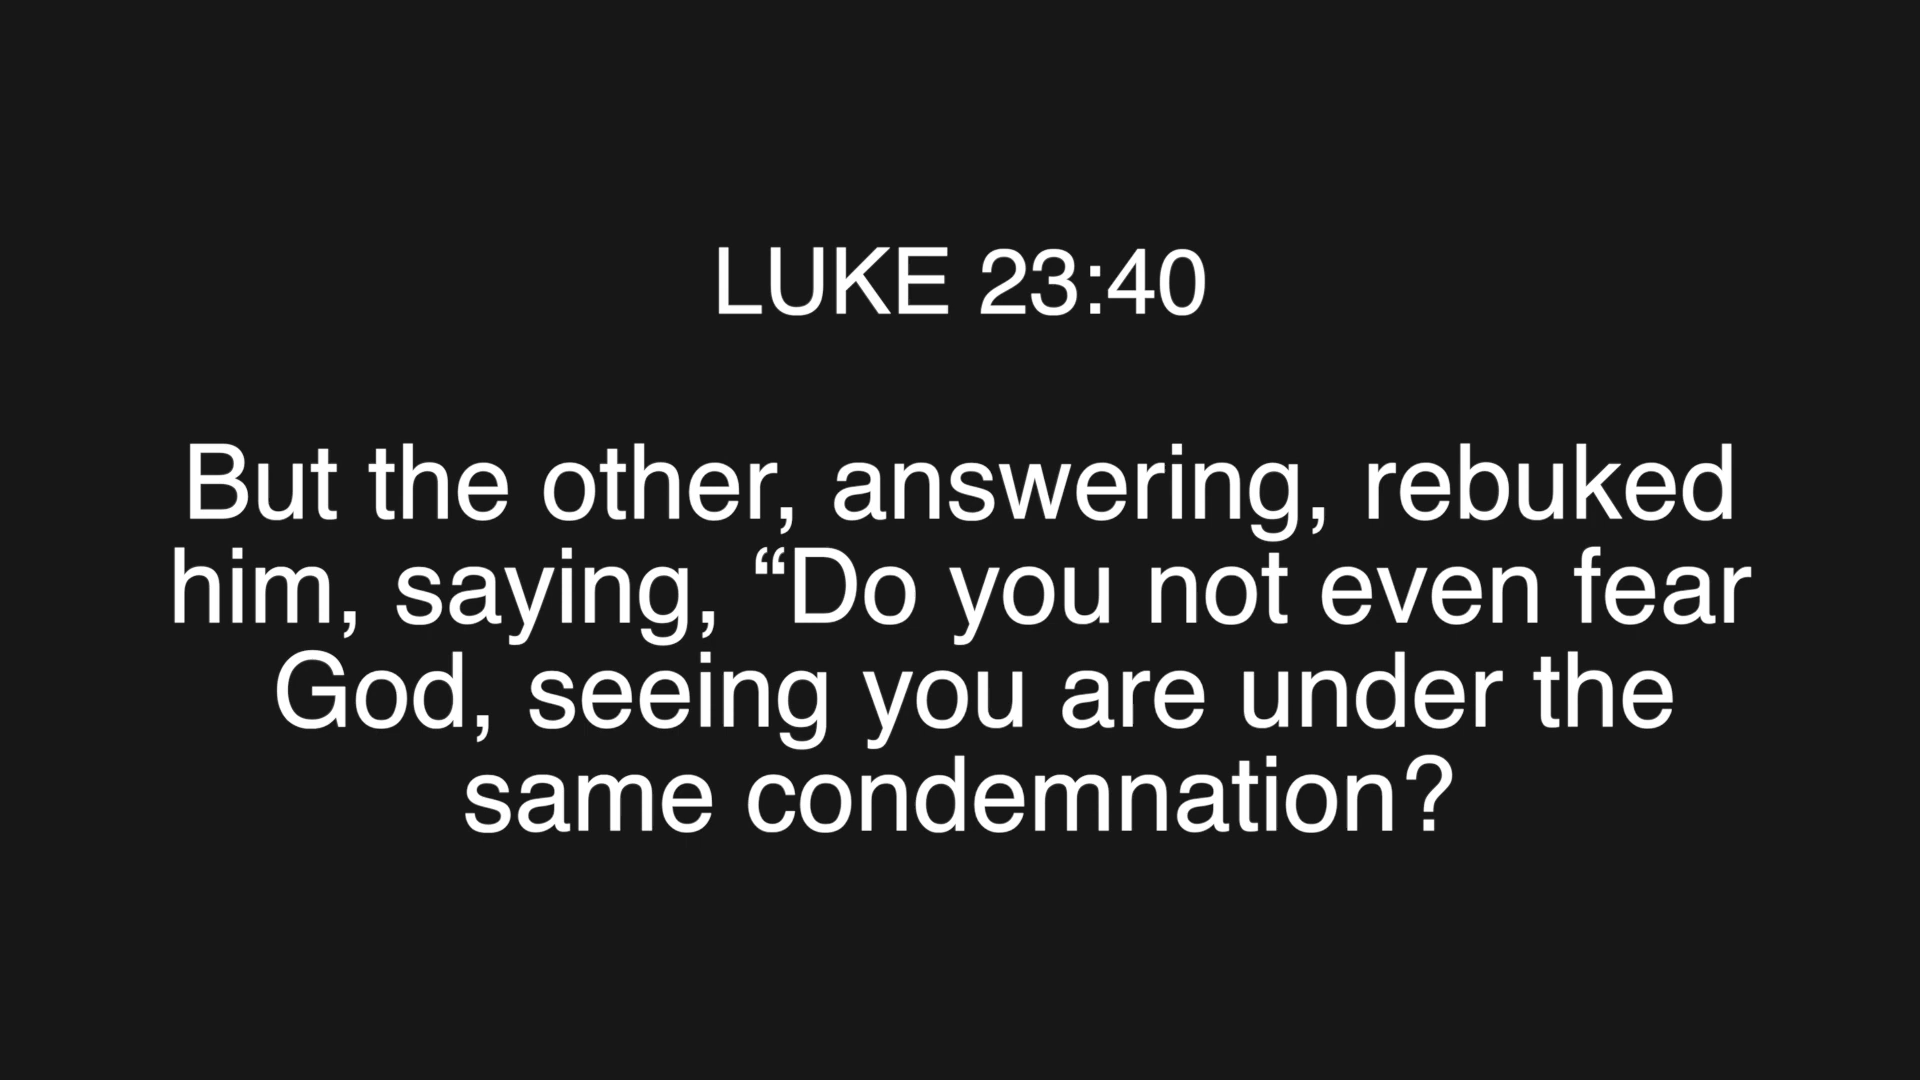 LUKE 23:40
But the other, answering, rebuked
him, saying, “Do you not even fear
God, seeing you are under the
same condemnation?